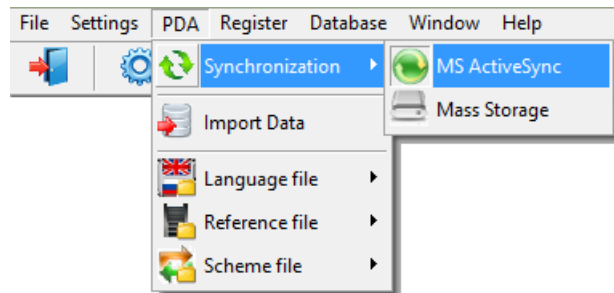 File Settings PDA Register Database Window Help
Synchronization MS ActiveSync
Mass Storage
Import Data
Language file
Reference file
Scheme file